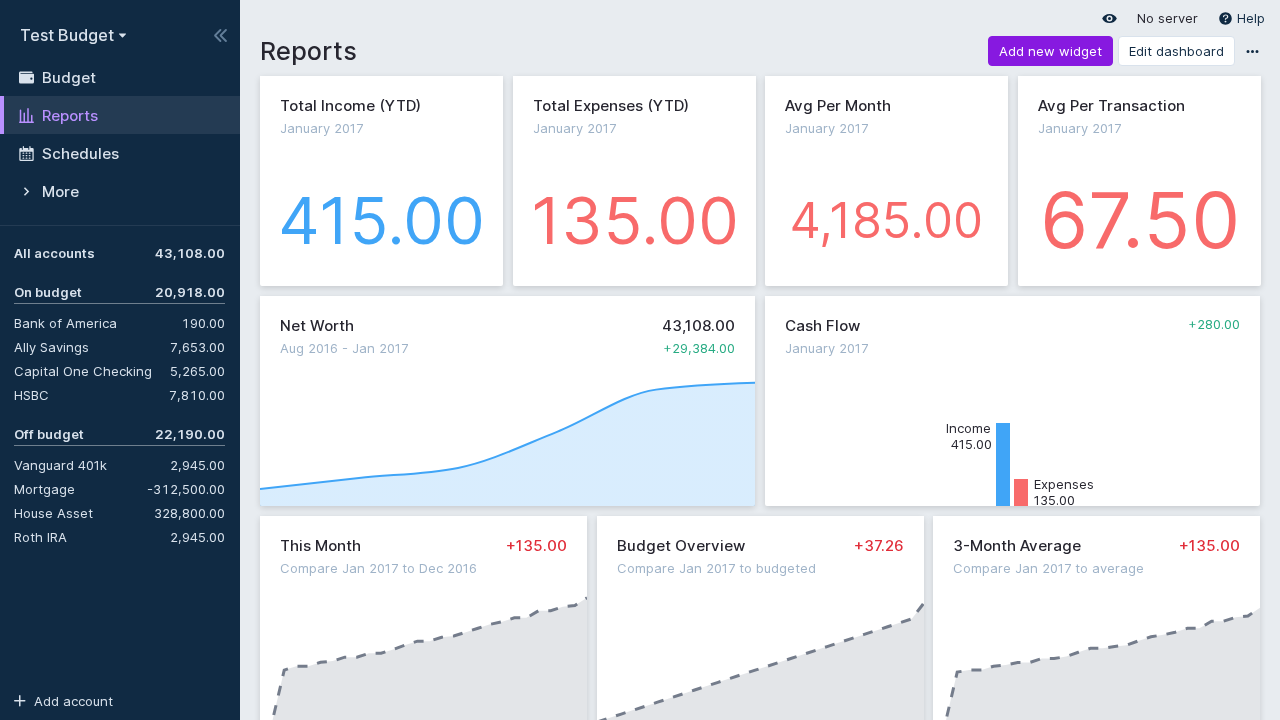 Test Budget
Budget
Reports
Schedules
More
All accounts 43,108.00
On budget 20,918.00
Bank of America 190.00
Ally Savings 7,653.00
Capital One Checking 5,265.00
HSBC 7,810.00
Off budget 22,190.00
Vanguard 401k 2,945.00
Mortgage -312,500.00
House Asset 328,800.00
Roth IRA 2,945.00
Add account
No server Help
Reports
Add new widget Edit dashboard
Total Income (YTD)
January 2017
415.00
Total Expenses (YTD)
January 2017
135.00
Avg Per Month
January 2017
4,185.00
Avg Per Transaction
January 2017
67.50
Net Worth 43,108.00
Aug 2016 - Jan 2017 +29,384.00
Cash Flow +280.00
January 2017
Income
415.00
Expenses
135.00
This Month +135.00
Compare Jan 2017 to Dec 2016
Budget Overview +37.26
Compare Jan 2017 to budgeted
3-Month Average +135.00
Compare Jan 2017 to average